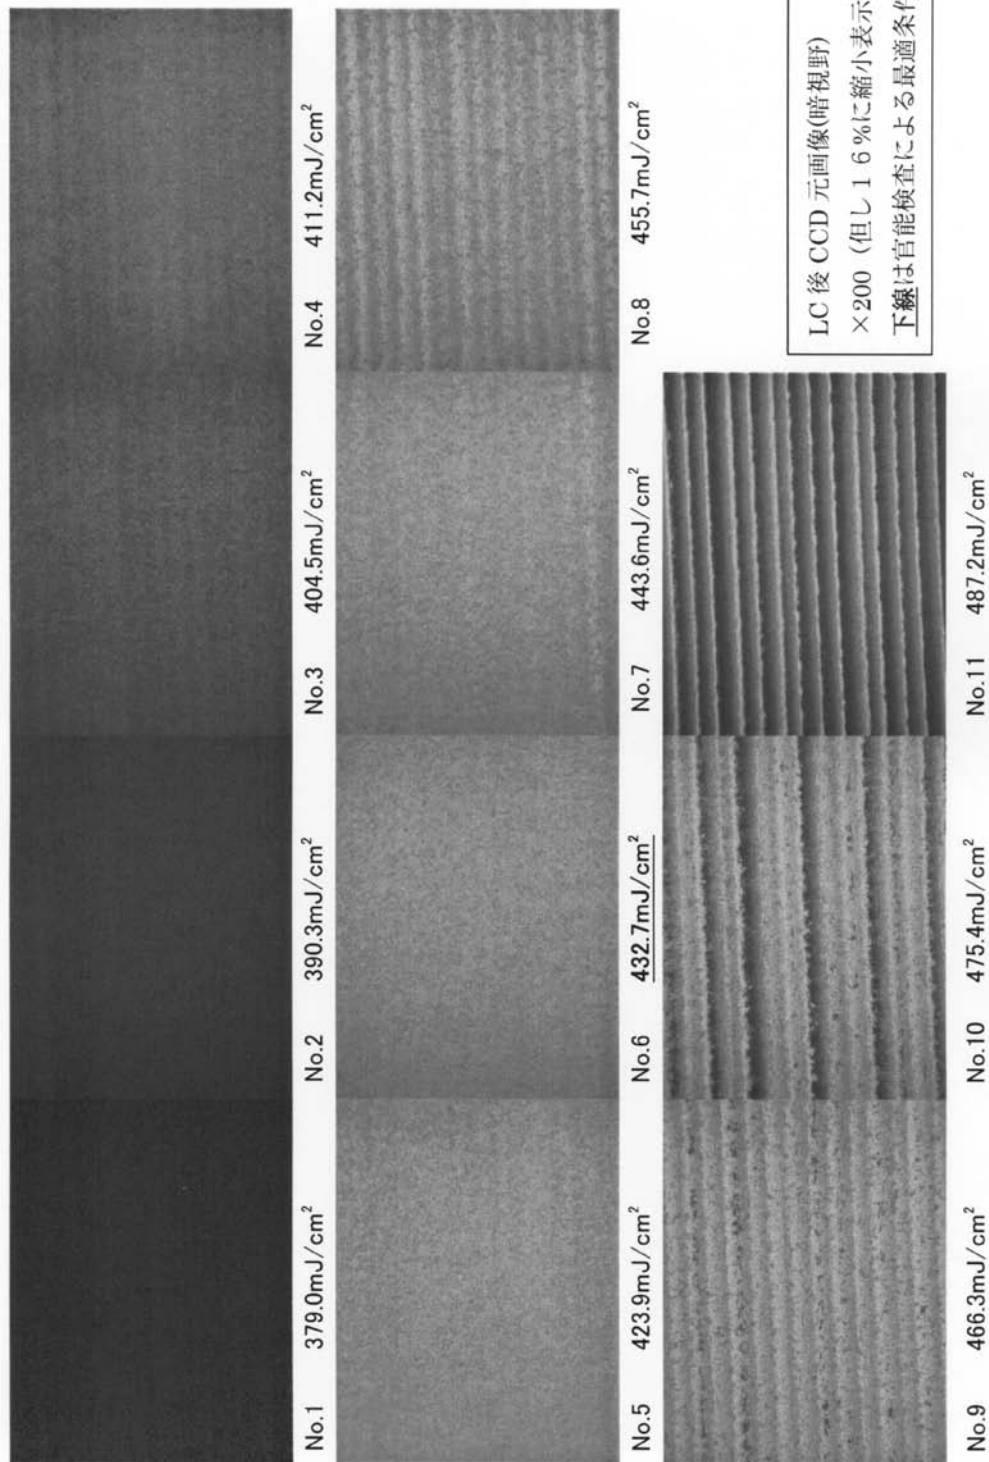 No.1 379.0mJ/cm² No.2 390.3mJ/cm² No.3 404.5mJ/cm² No.4 411.2mJ/cm²
No.5 423.9mJ/cm² No.6 432.7mJ/cm² No.7 443.6mJ/cm² No.8 455.7mJ/cm²
No.9 466.3mJ/cm² No.10 475.4mJ/cm² No.11 487.2mJ/cm²
LC 後 CCD 元画像(暗視野)
×200（但し１６％に縮小表示
下線は官能検査による最適条件